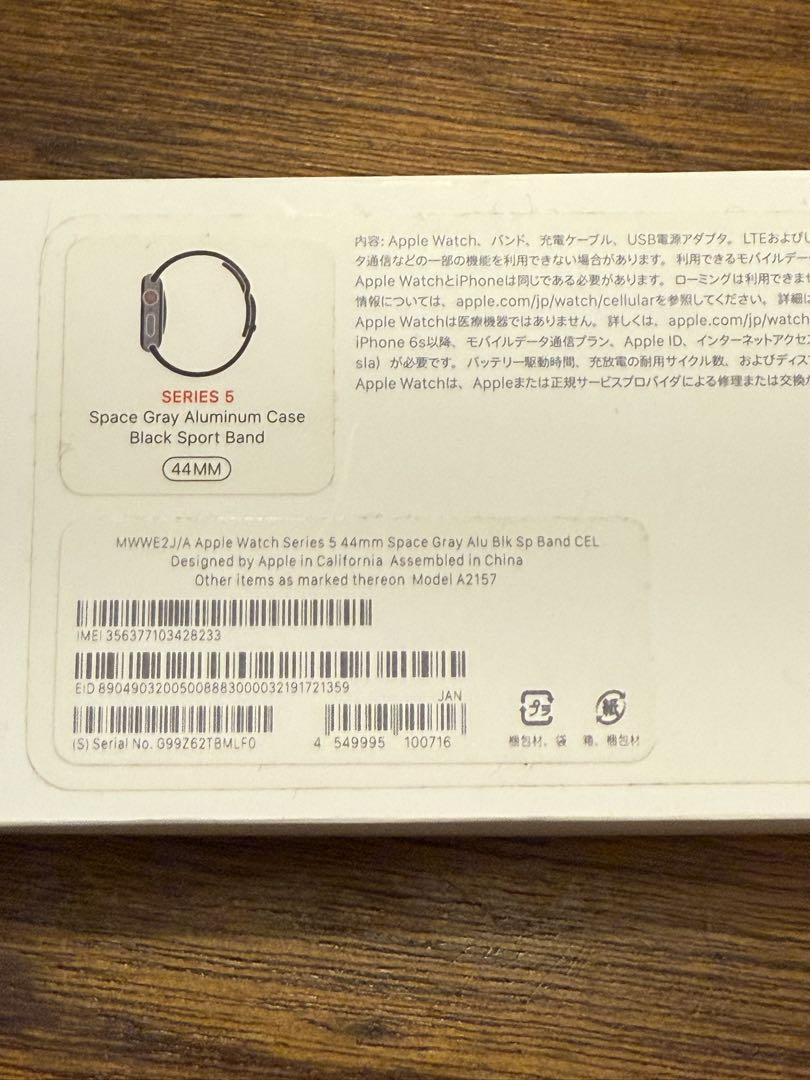 SERIES 5
Space Gray Aluminum Case
Black Sport Band
44MM
内容: Apple Watch、バンド、充電ケーブル、USB電源アダプタ。 LTEおよび
タ通信などの一部の機能を利用できない場合があります。 利用できるモバイルデー
Apple WatchとiPhoneは同じである必要があります。 ローミングは利用できませ
情報については、apple.com/jp/watch/cellularを参照してください。 詳細は
Apple Watchは医療機器ではありません。 詳しくは、apple.com/jp/watch
iPhone 6s以降、モバイルデータ通信プラン、Apple ID、インターネットアクセス
sla）が必要です。 バッテリー駆動時間、充放電の耐用サイクル数、およびディス
Apple Watchは、Appleまたは正規サービスプロバイダによる修理または交換が
MWWE2J/A Apple Watch Series 5 44mm Space Gray Alu Blk Sp Band CEL
Designed by Apple in California Assembled in China
Other items as marked thereon Model A2157
IMEI 356377103428233
EID 89049032005008883000032191721359
JAN
(S) Serial No. G99Z62TBMLF0
4 549995 100716
プラ
紙
梱包材、袋
箱、梱包材